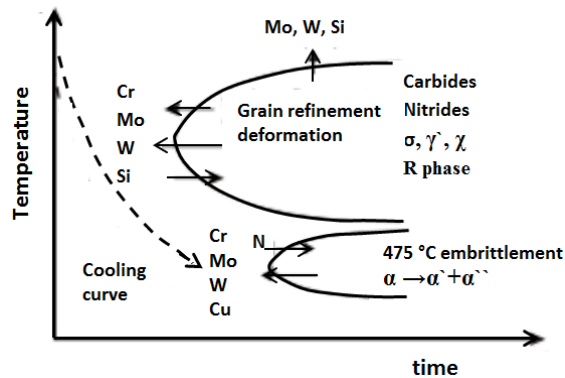 Mo, W, Si
Temperature
Cr
Mo
W
Si
Grain refinement
deformation
Carbides
Nitrides
σ, γ`, χ
R phase
Cooling
curve
Cr
Mo
W
Cu
N
475 °C embrittlement
α →α`+α``
time